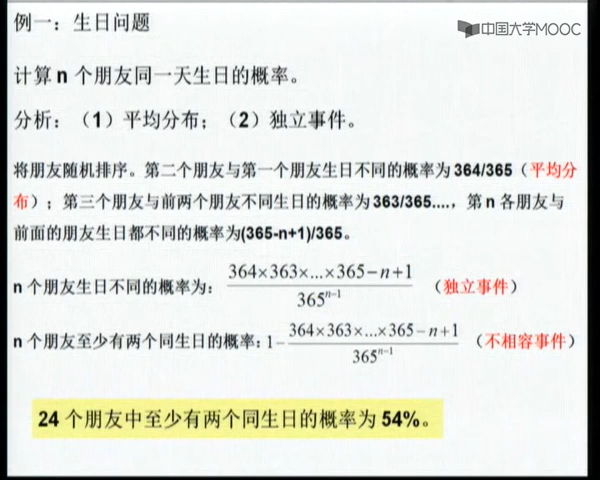 例一：生日问题
中国大学MOOC
计算 n 个朋友同一天生日的概率。
分析：（1）平均分布；（2）独立事件。
将朋友随机排序。第二个朋友与第一个朋友生日不同的概率为 364/365（平均分
布）；第三个朋友与前两个朋友不同生日的概率为 363/365....，第 n 各朋友与
前面的朋友生日都不同的概率为(365-n+1)/365。
n 个朋友生日不同的概率为： 364×363×...×365−n+1 / 365^{n−1} （独立事件）
n 个朋友至少有两个同生日的概率: 1− 364×363×...×365−n+1 / 365^{n−1} （不相容事件）
24 个朋友中至少有两个同生日的概率为 54%。